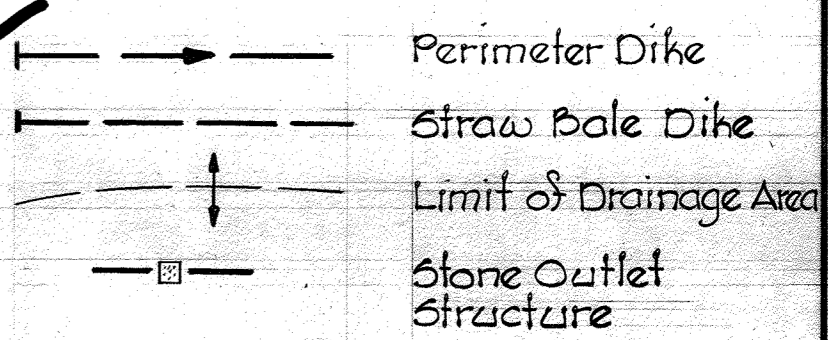 Perimeter Dike
Straw Bale Dike
Limit of Drainage Area
Stone Outlet
Structure